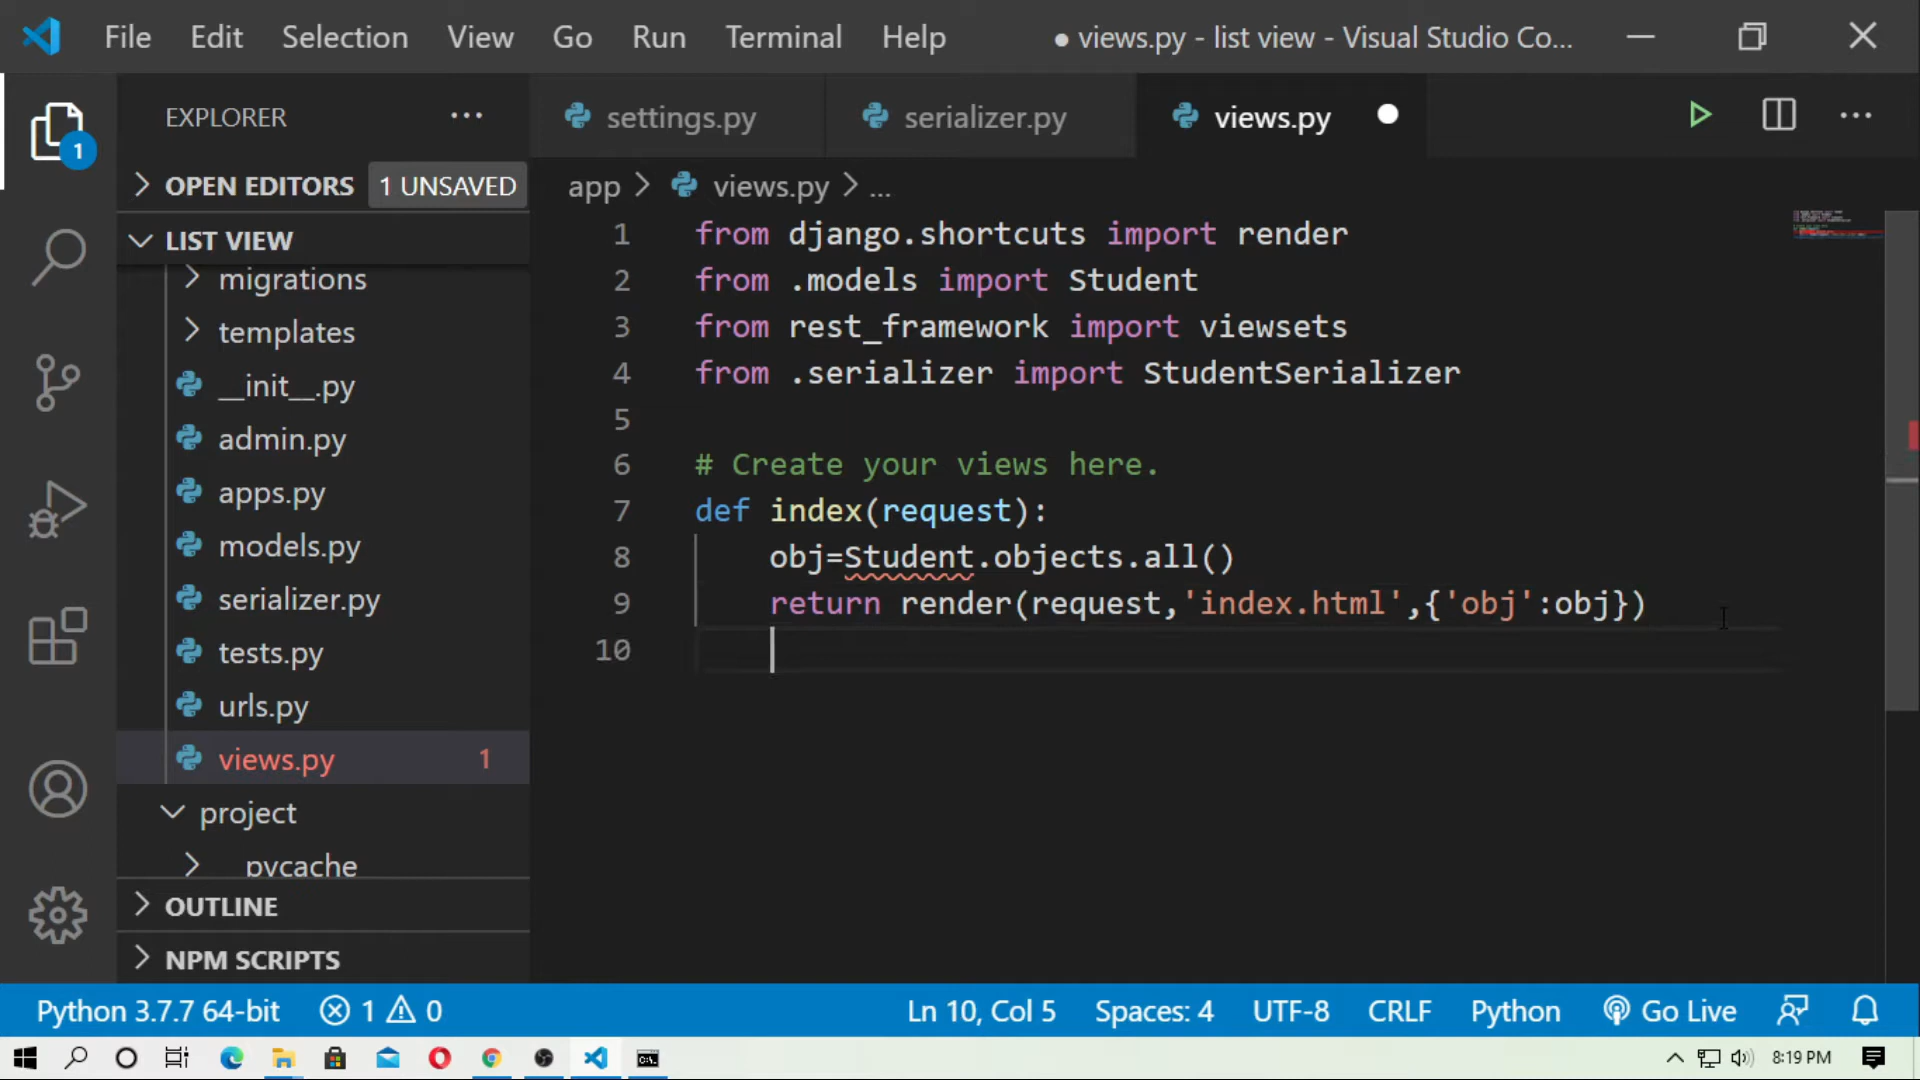 File Edit Selection View Go Run Terminal Help ● views.py - list view - Visual Studio Co...
EXPLORER ...
settings.py serializer.py views.py
OPEN EDITORS 1 UNSAVED
app > views.py > ...
LIST VIEW
migrations
templates
__init__.py
admin.py
apps.py
models.py
serializer.py
tests.py
urls.py
views.py 1
project
pycache
OUTLINE
NPM SCRIPTS
1 from django.shortcuts import render
2 from .models import Student
3 from rest_framework import viewsets
4 from .serializer import StudentSerializer
5
6 # Create your views here.
7 def index(request):
8 obj=Student.objects.all()
9 return render(request,'index.html',{'obj':obj})
10
1
Python 3.7.7 64-bit 1 0 Ln 10, Col 5 Spaces: 4 UTF-8 CRLF Python Go Live
8:19 PM